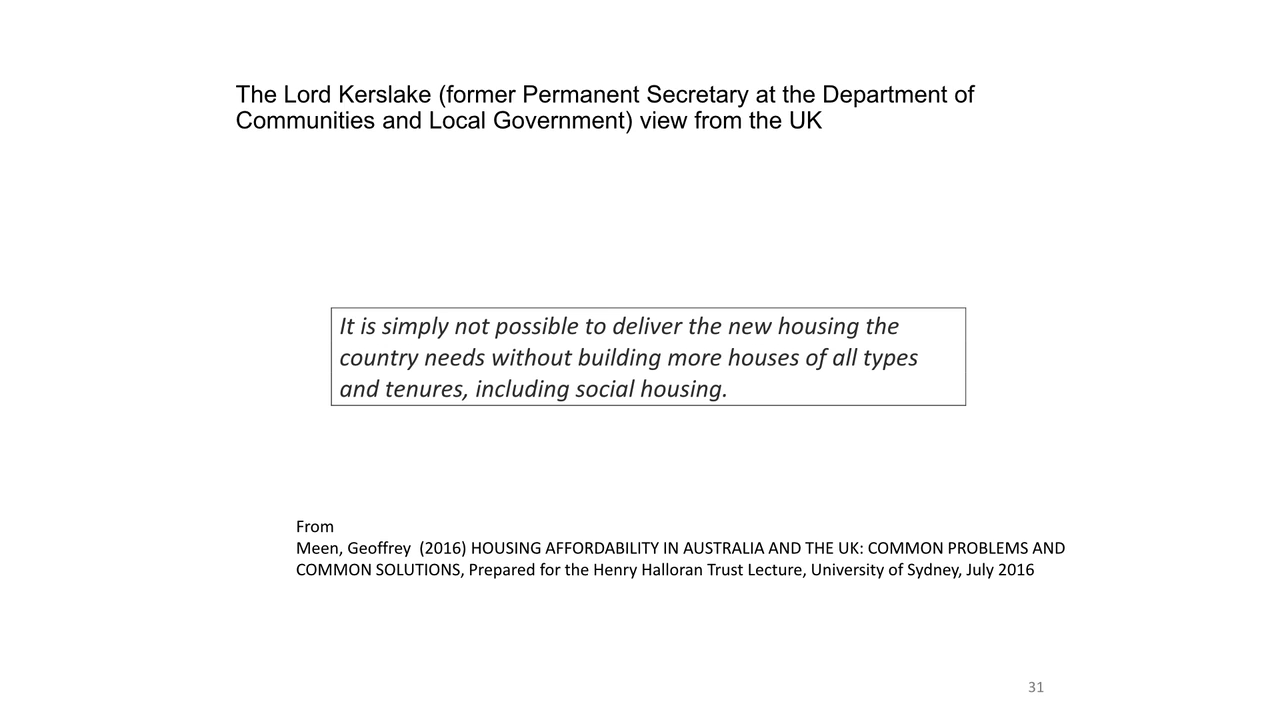 The Lord Kerslake (former Permanent Secretary at the Department of
Communities and Local Government) view from the UK
It is simply not possible to deliver the new housing the
country needs without building more houses of all types
and tenures, including social housing.
From
Meen, Geoffrey  (2016) HOUSING AFFORDABILITY IN AUSTRALIA AND THE UK: COMMON PROBLEMS AND
COMMON SOLUTIONS, Prepared for the Henry Halloran Trust Lecture, University of Sydney, July 2016
31